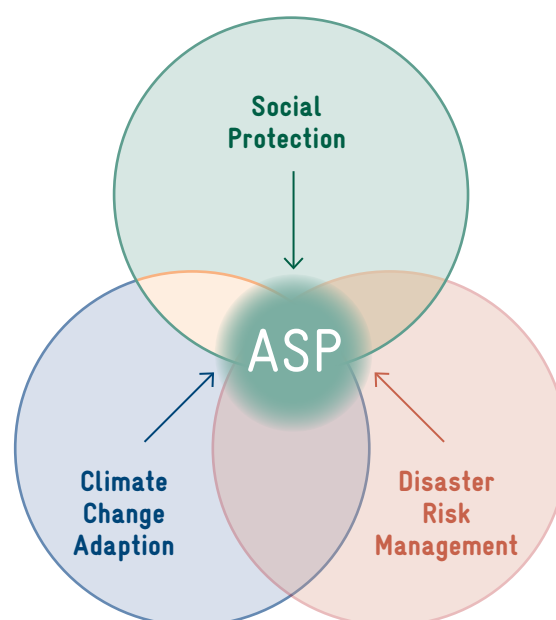 Social
Protection
ASP
Climate
Change
Adaption
Disaster
Risk
Management